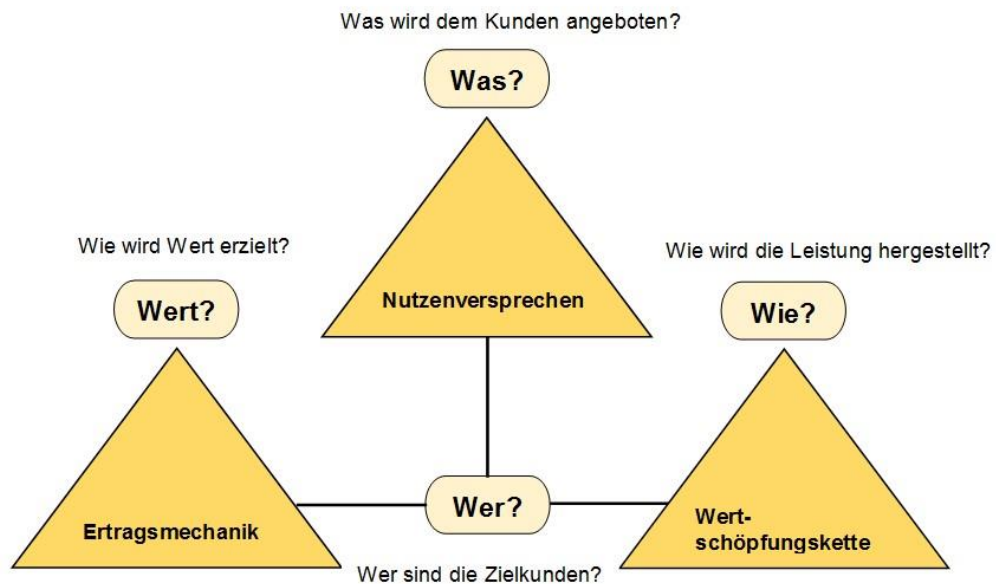 Was wird dem Kunden angeboten?
Was?
Nutzenversprechen
Wie wird Wert erzielt?
Wert?
Ertragsmechanik
Wie wird die Leistung hergestellt?
Wie?
Wert-
schöpfungskette
Wer?
Wer sind die Zielkunden?